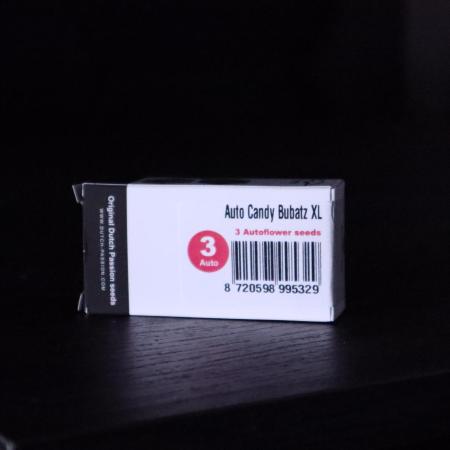 Original Dutch Passion seeds
WWW.DUTCH-PASSION.COM
Auto Candy Bubatz XL
3 Autoflower seeds
3
Auto
8 720598 995329